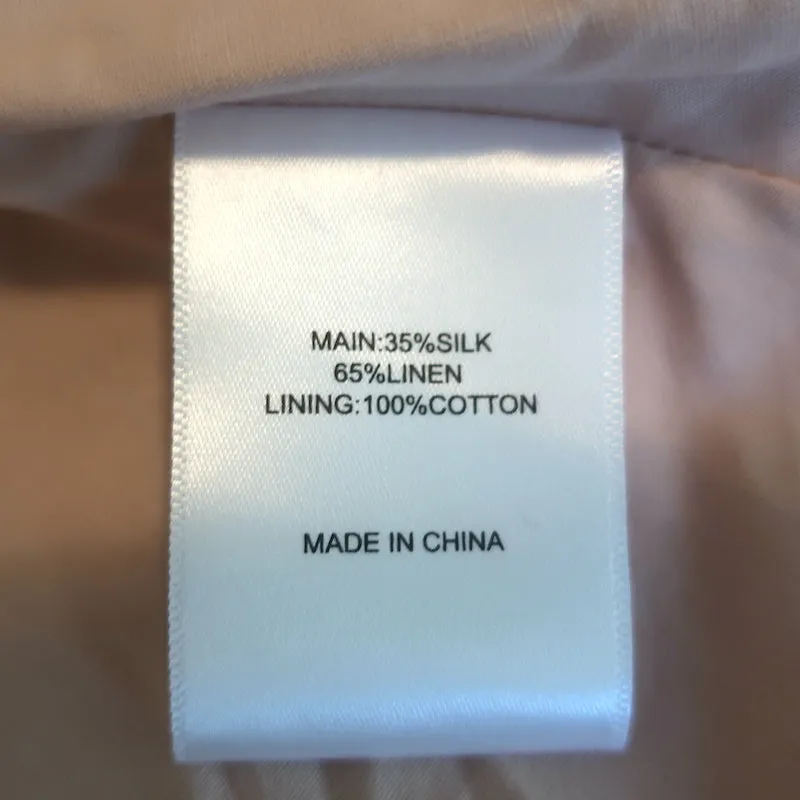 MAIN:35%SILK
65%LINEN
LINING:100%COTTON
MADE IN CHINA